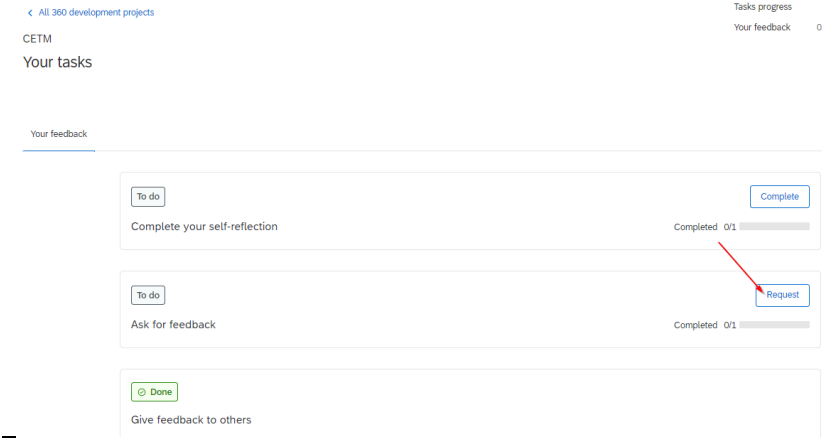 All 360 development projects
Tasks progress
CETM
Your feedback 0
Your tasks
Your feedback
To do
Complete
Complete your self-reflection
Completed 0/1
To do
Request
Ask for feedback
Completed 0/1
Done
Give feedback to others